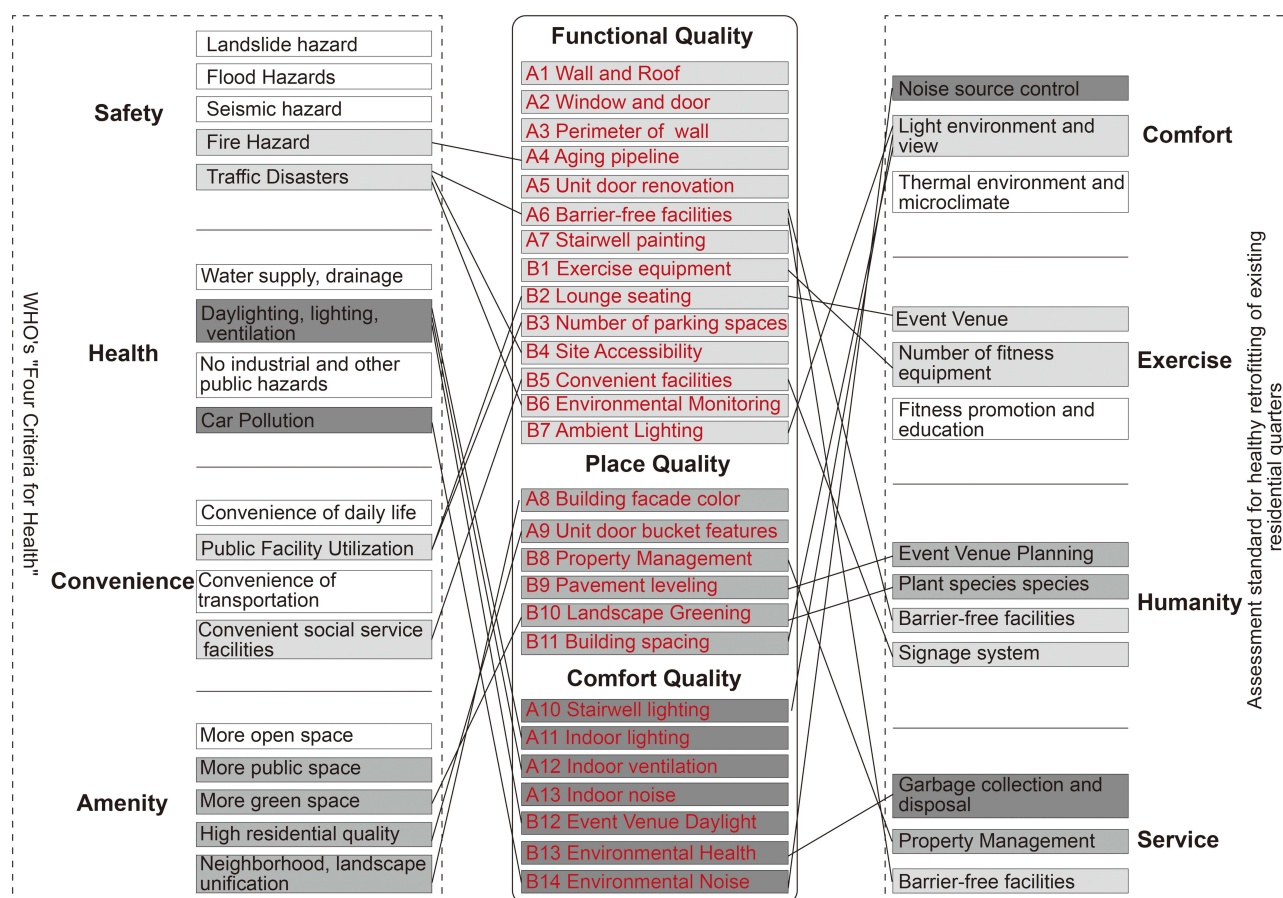 WHO's "Four Criteria for Health"
Safety
Landslide hazard
Flood Hazards
Seismic hazard
Fire Hazard
Traffic Disasters
Health
Water supply, drainage
Daylighting, lighting,
ventilation
No industrial and other
public hazards
Car Pollution
Convenience
Convenience of daily life
Public Facility Utilization
Convenience of
transportation
Convenient social service
facilities
Amenity
More open space
More public space
More green space
High residential quality
Neighborhood, landscape
unification
Functional Quality
A1 Wall and Roof
A2 Window and door
A3 Perimeter of wall
A4 Aging pipeline
A5 Unit door renovation
A6 Barrier-free facilities
A7 Stairwell painting
B1 Exercise equipment
B2 Lounge seating
B3 Number of parking spaces
B4 Site Accessibility
B5 Convenient facilities
B6 Environmental Monitoring
B7 Ambient Lighting
Place Quality
A8 Building facade color
A9 Unit door bucket features
B8 Property Management
B9 Pavement leveling
B10 Landscape Greening
B11 Building spacing
Comfort Quality
A10 Stairwell lighting
A11 Indoor lighting
A12 Indoor ventilation
A13 Indoor noise
B12 Event Venue Daylight
B13 Environmental Health
B14 Environmental Noise
Noise source control
Light environment and
view
Thermal environment and
microclimate
Comfort
Event Venue
Number of fitness
equipment
Fitness promotion and
education
Exercise
Event Venue Planning
Plant species species
Barrier-free facilities
Signage system
Humanity
Garbage collection and
disposal
Property Management
Barrier-free facilities
Service
Assessment standard for healthy retrofitting of existing
residential quarters